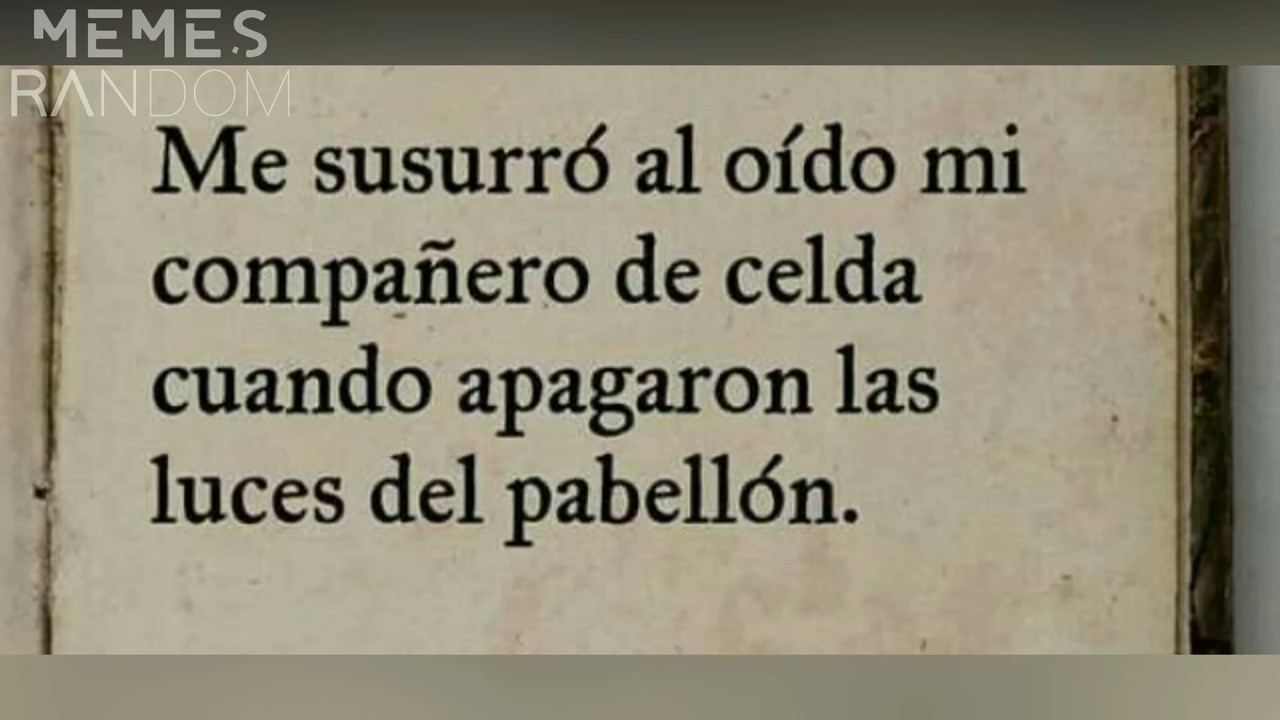 MEMES
RANDOM
Me susurró al oído mi
compañero de celda
cuando apagaron las
luces del pabellón.